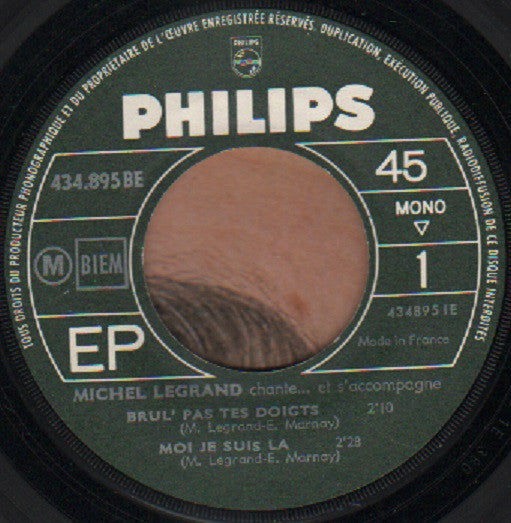 TOUS DROITS DU PRODUCTEUR PHONOGRAPHIQUE ET DU PROPRIÉTAIRE DE L'ŒUVRE ENREGISTRÉE RÉSERVÉS. DUPLICATION, EXÉCUTION PUBLIQUE, RADIODIFFUSION DE CE DISQUE INTERDITES
PHILIPS
PHILIPS
434.895 BE
45
MONO
M BIEM
1
434895 1E
EP
Made in France
MICHEL LEGRAND chante... et s'accompagne
BRUL' PAS TES DOIGTS 2'10
(M. Legrand-E. Marnay)
MOI JE SUIS LA 2'28
(M. Legrand-E. Marnay)